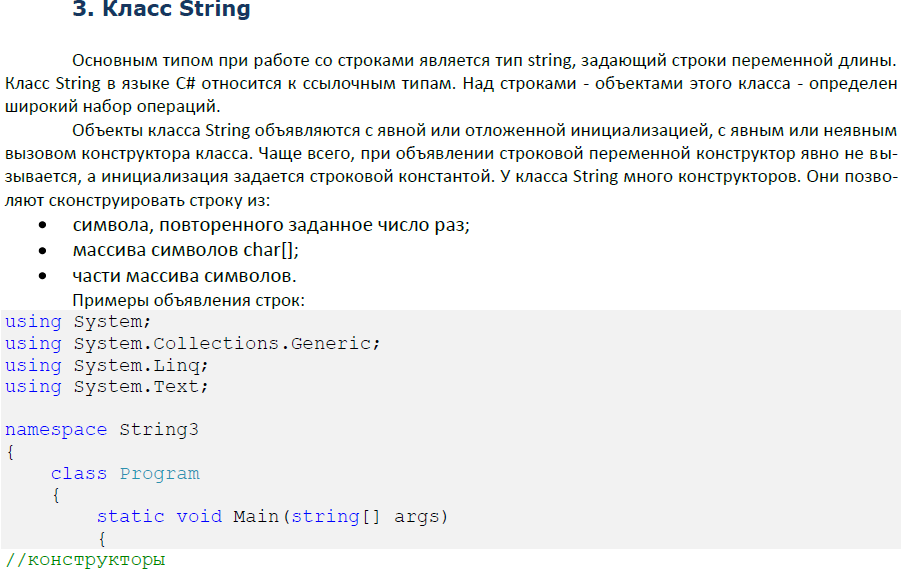 3. Класс String
Основным типом при работе со строками является тип string, задающий строки переменной длины.
Класс String в языке C# относится к ссылочным типам. Над строками - объектами этого класса - определен
широкий набор операций.
Объекты класса String объявляются с явной или отложенной инициализацией, с явным или неявным
вызовом конструктора класса. Чаще всего, при объявлении строковой переменной конструктор явно не вы-
зывается, а инициализация задается строковой константой. У класса String много конструкторов. Они позво-
ляют сконструировать строку из:
• символа, повторенного заданное число раз;
• массива символов char[];
• части массива символов.
Примеры объявления строк:
using System;
using System.Collections.Generic;
using System.Linq;
using System.Text;
namespace String3
{
class Program
{
static void Main(string[] args)
{
//конструкторы